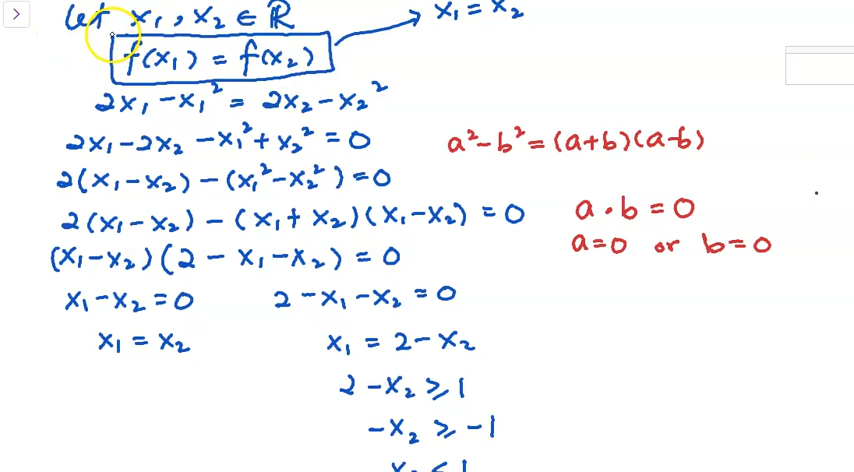 Let x₁, x₂ ∈ ℝ
f(x₁) = f(x₂)
x₁ = x₂
2x₁ - x₁² = 2x₂ - x₂²
2x₁ - 2x₂ - x₁² + x₂² = 0
2(x₁ - x₂) - (x₁² - x₂²) = 0
2(x₁ - x₂) - (x₁ + x₂)(x₁ - x₂) = 0
(x₁ - x₂)(2 - x₁ - x₂) = 0
x₁ - x₂ = 0
x₁ = x₂
2 - x₁ - x₂ = 0
x₁ = 2 - x₂
2 - x₂ ⩾ 1
-x₂ ⩾ -1
a² - b² = (a+b)(a-b)
a · b = 0
a = 0 or b = 0